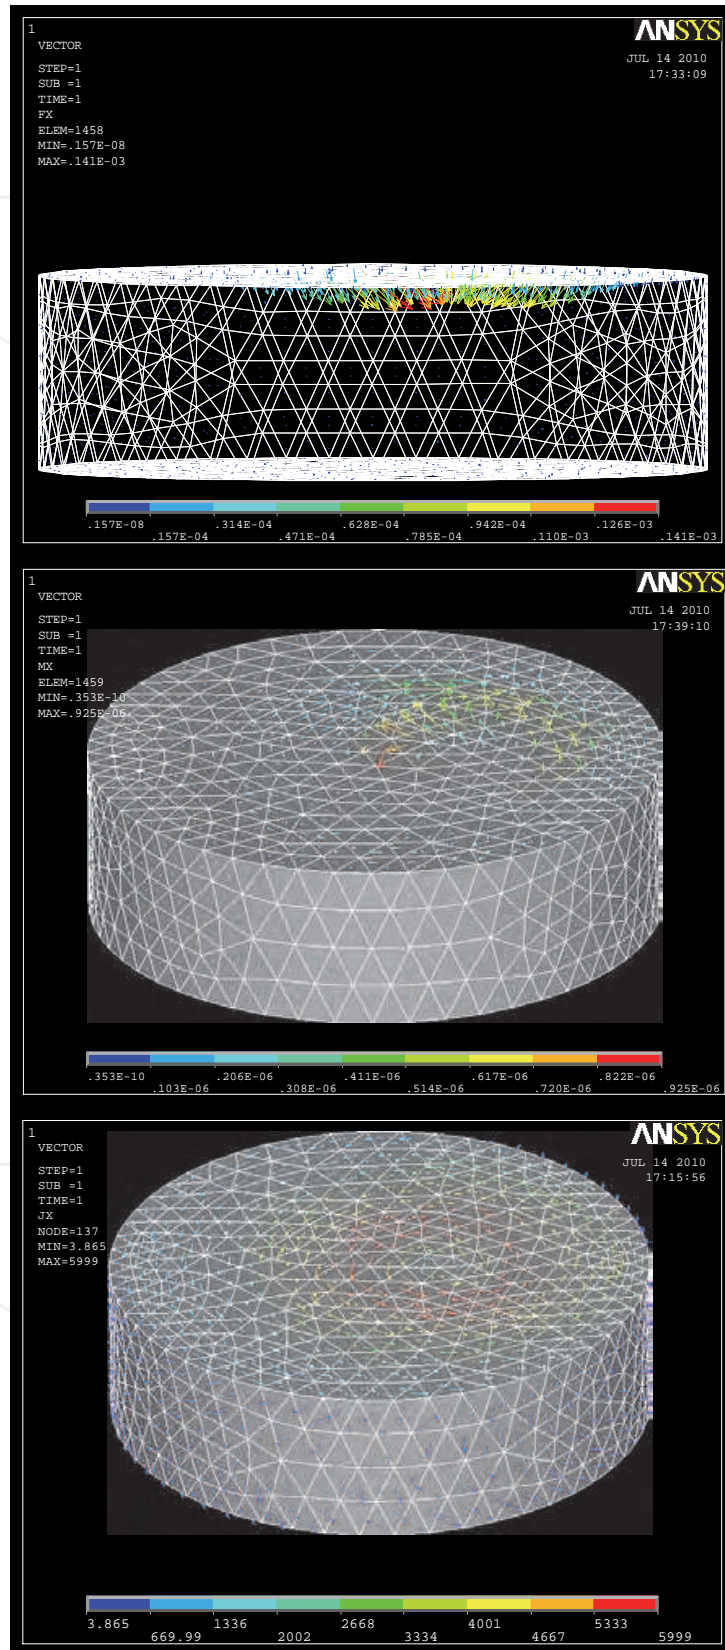 1
ANSYS
VECTOR
JUL 14 2010
17:33:09
STEP=1
SUB =1
TIME=1
FX
ELEM=1458
MIN=.157E-08
MAX=.141E-03
.157E-08 .314E-04 .628E-04 .942E-04 .126E-03
.157E-04 .471E-04 .785E-04 .110E-03 .141E-03
1
ANSYS
VECTOR
JUL 14 2010
17:39:10
STEP=1
SUB =1
TIME=1
MX
ELEM=1459
MIN=.353E-10
MAX=.925E-06
.353E-10 .206E-06 .411E-06 .617E-06 .822E-06
.103E-06 .308E-06 .514E-06 .720E-06 .925E-06
1
ANSYS
VECTOR
JUL 14 2010
17:15:56
STEP=1
SUB =1
TIME=1
JX
NODE=137
MIN=3.865
MAX=5999
3.865 1336 2668 4001 5333
669.99 2002 3334 4667 5999